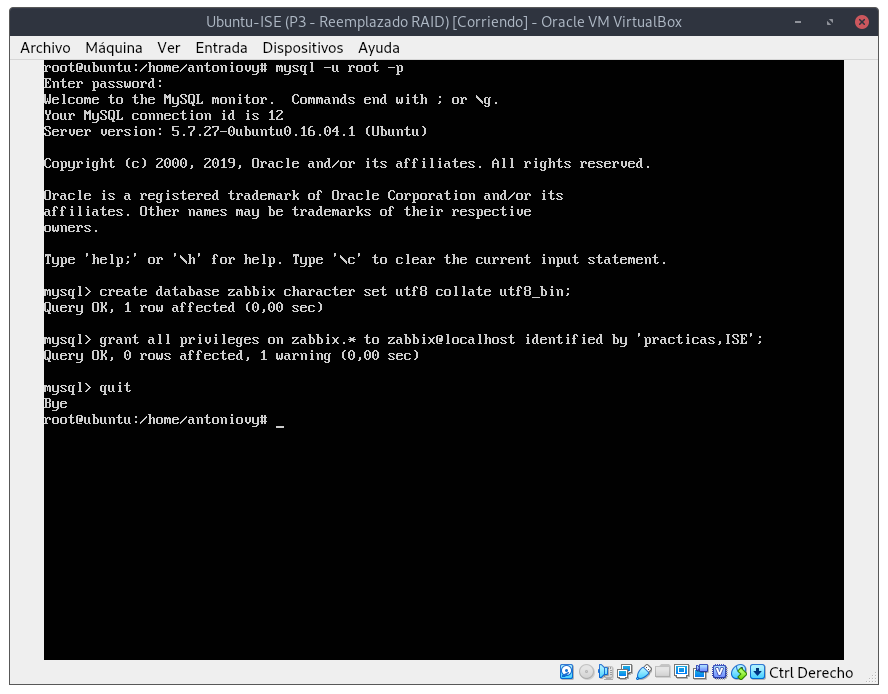 Ubuntu-ISE (P3 - Reemplazado RAID) [Corriendo] - Oracle VM VirtualBox
Archivo Máquina Ver Entrada Dispositivos Ayuda
root@ubuntu:/home/antoniovy# mysql -u root -p
Enter password:
Welcome to the MySQL monitor.  Commands end with ; or \g.
Your MySQL connection id is 12
Server version: 5.7.27-0ubuntu0.16.04.1 (Ubuntu)
Copyright (c) 2000, 2019, Oracle and/or its affiliates. All rights reserved.
Oracle is a registered trademark of Oracle Corporation and/or its
affiliates. Other names may be trademarks of their respective
owners.
Type 'help;' or '\h' for help. Type '\c' to clear the current input statement.
mysql> create database zabbix character set utf8 collate utf8_bin;
Query OK, 1 row affected (0,00 sec)
mysql> grant all privileges on zabbix.* to zabbix@localhost identified by 'practicas,ISE';
Query OK, 0 rows affected, 1 warning (0,00 sec)
mysql> quit
Bye
root@ubuntu:/home/antoniovy# _
Ctrl Derecho